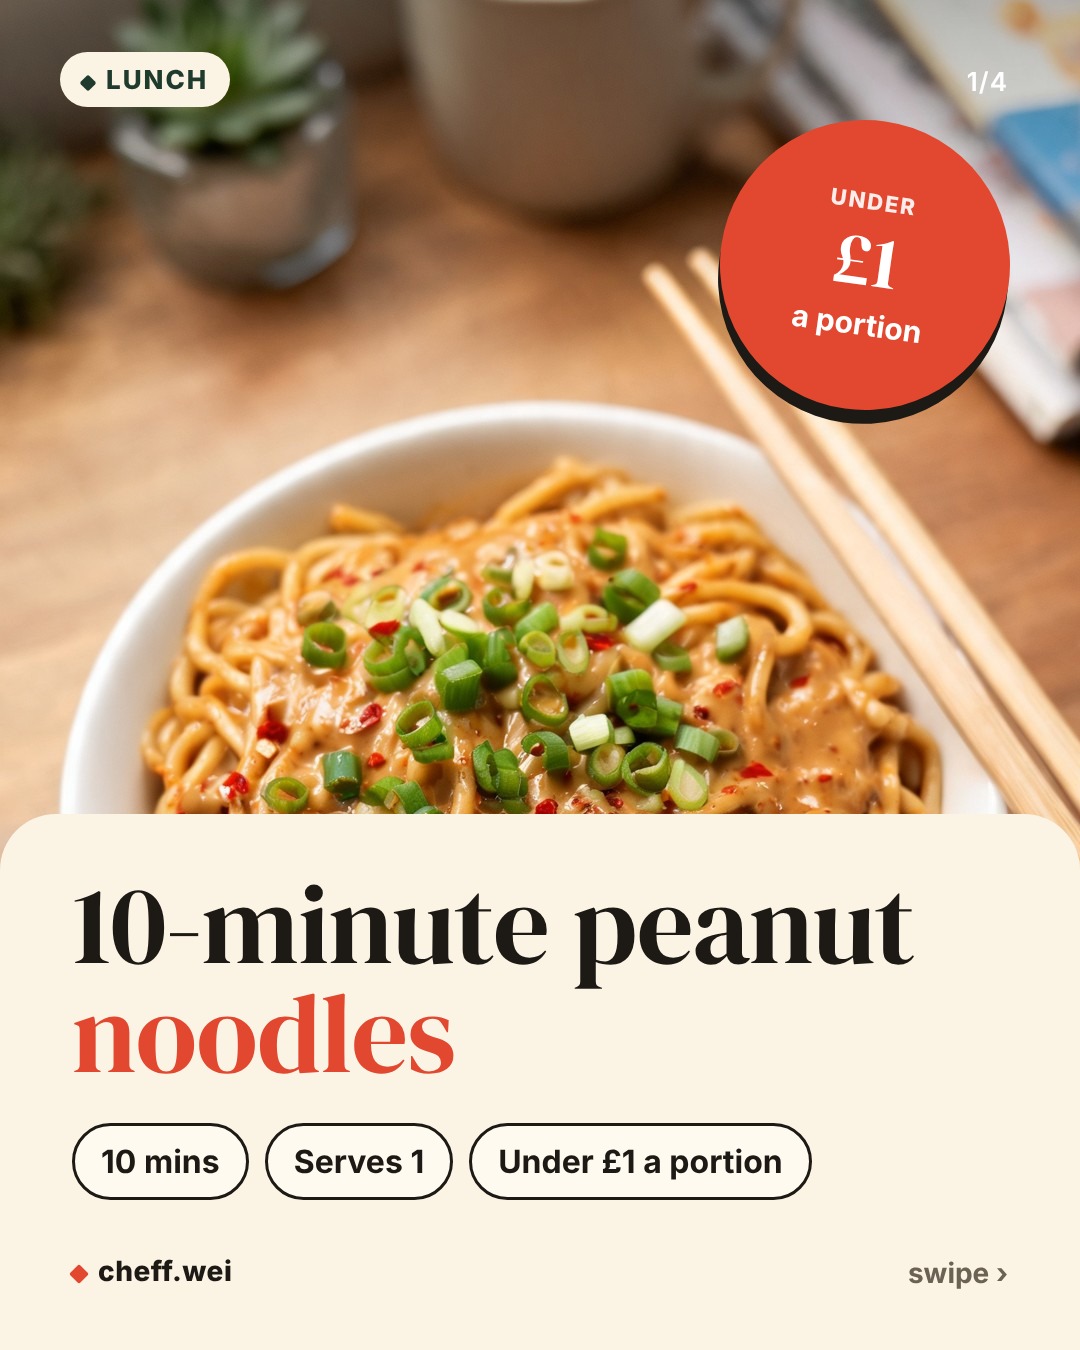 LUNCH
1/4
UNDER
£1
a portion
10-minute peanut
noodles
10 mins
Serves 1
Under £1 a portion
cheff.wei
swipe ›